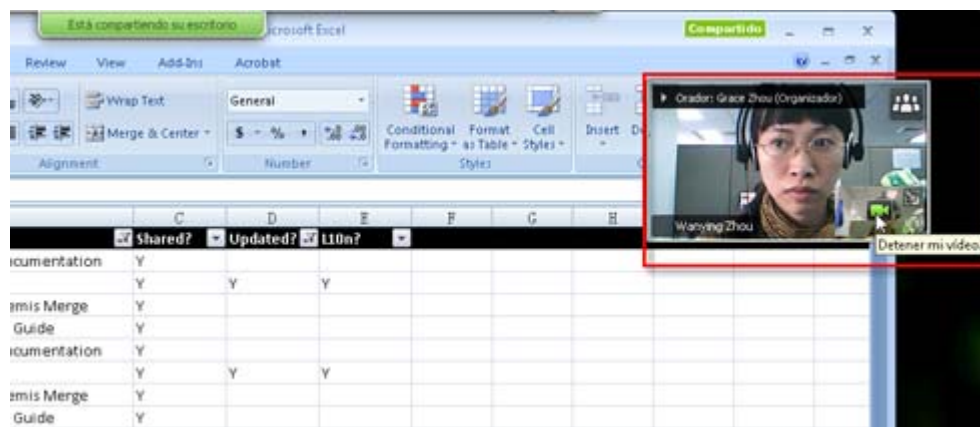 Está compartiendo su escritorio
icrosoft Excel
Compartido
Review View Add-Ins Acrobat
Wrap Text
General
Merge & Center
$ %
Conditional Formatting
Format as Table
Cell Styles
Insert
Alignment
Number
Styles
Orador: Grace Zhou (Organizador)
Wanying Zhou
Detener mi vídeo
C D E F G H
Shared? Updated? L10n?
ocumentation Y
Y Y Y
emis Merge Y
Guide Y
ocumentation Y
Y Y Y
emis Merge Y
Guide Y